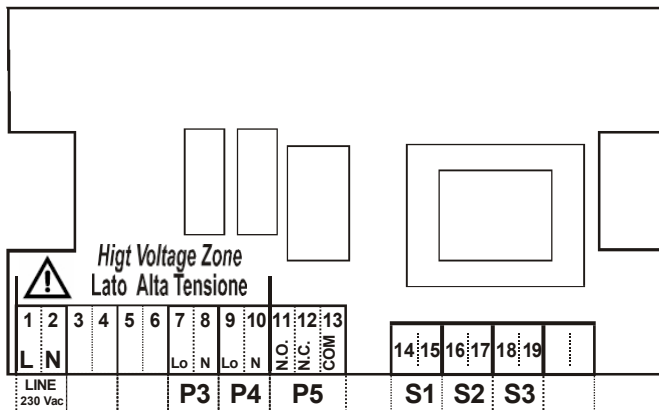 Higt Voltage Zone
Lato Alta Tensione
1 2 3 4 5 6 7 8 9 10 11 12 13
L N Lo N Lo N N.O. N.C. COM
14 15 16 17 18 19
LINE
230 Vac
P3 P4 P5 S1 S2 S3